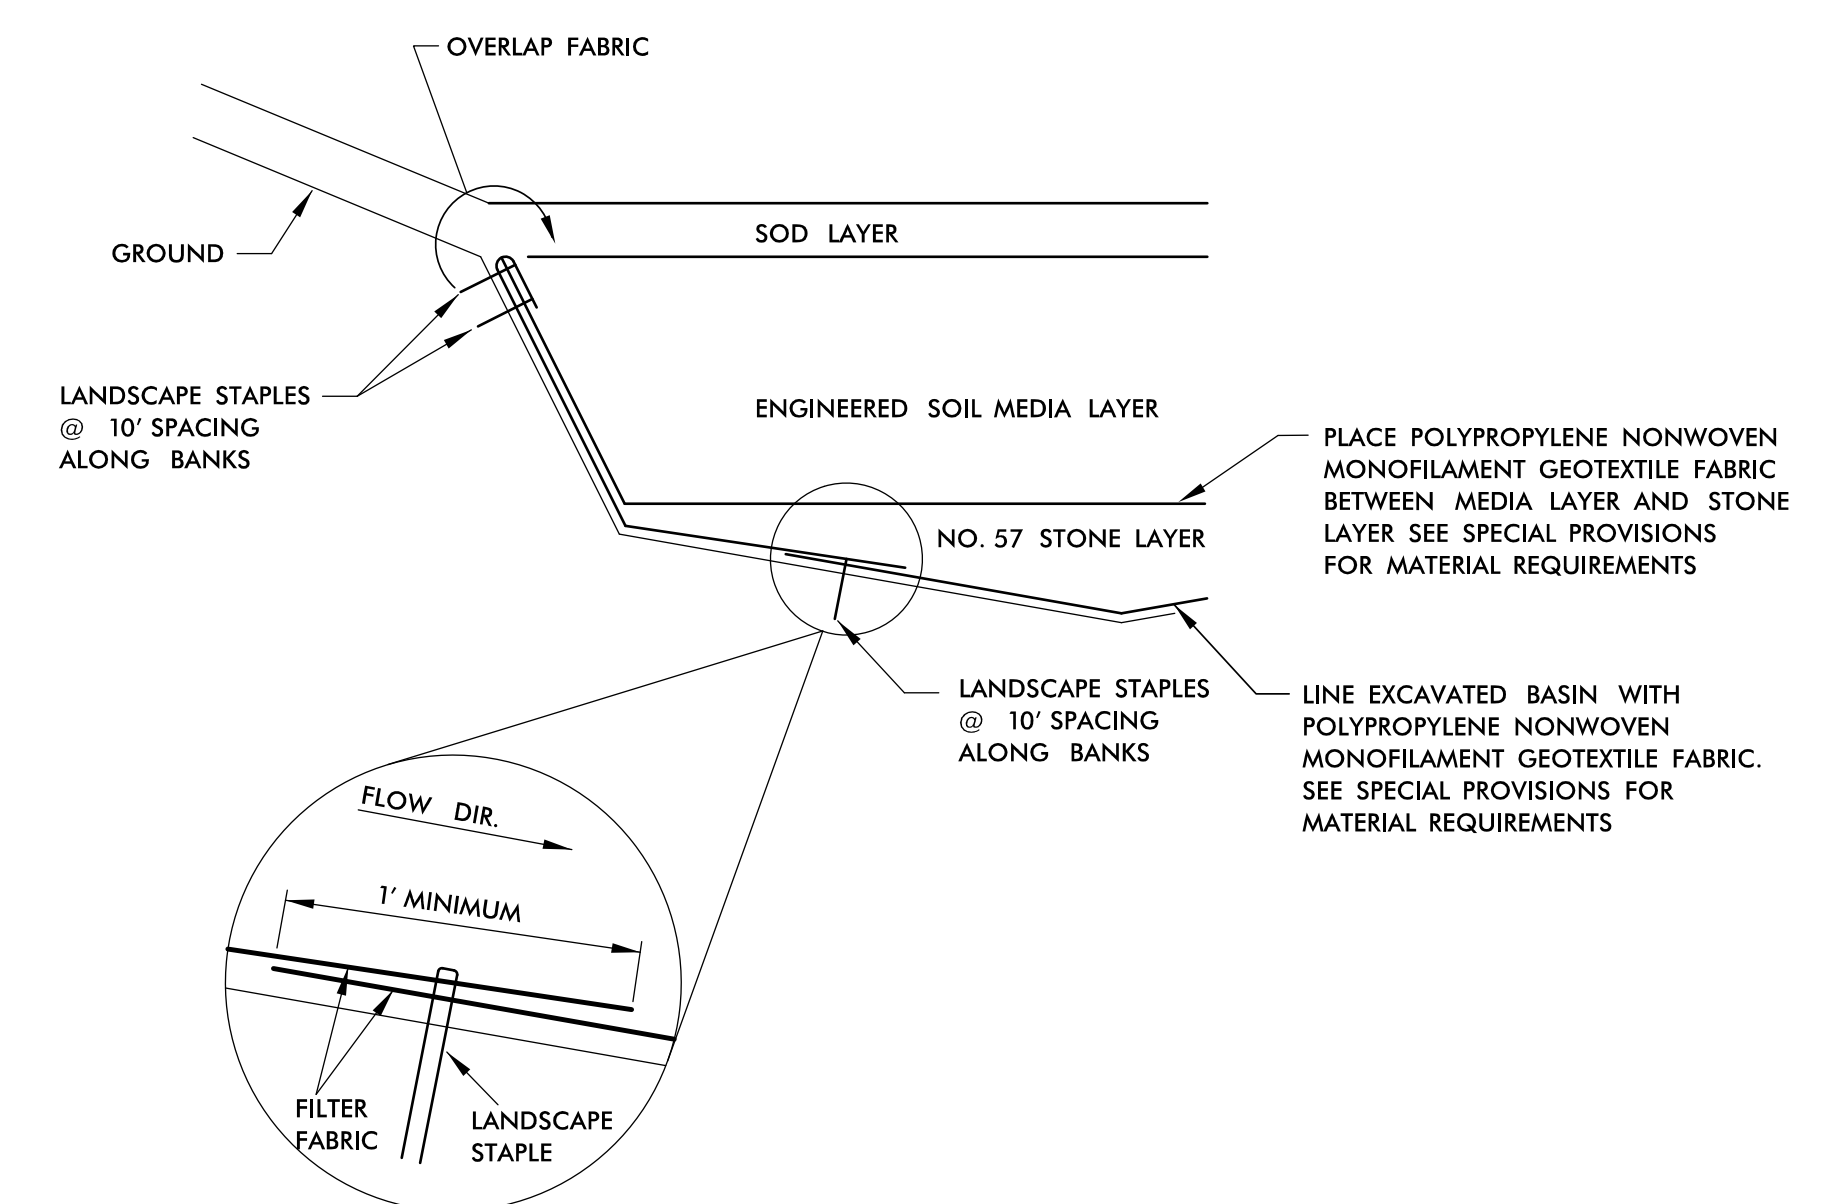 OVERLAP FABRIC
SOD LAYER
GROUND
LANDSCAPE STAPLES
@ 10' SPACING
ALONG BANKS
ENGINEERED SOIL MEDIA LAYER
PLACE POLYPROPYLENE NONWOVEN
MONOFILAMENT GEOTEXTILE FABRIC
BETWEEN MEDIA LAYER AND STONE
LAYER SEE SPECIAL PROVISIONS
FOR MATERIAL REQUIREMENTS
NO. 57 STONE LAYER
LANDSCAPE STAPLES
@ 10' SPACING
ALONG BANKS
LINE EXCAVATED BASIN WITH
POLYPROPYLENE NONWOVEN
MONOFILAMENT GEOTEXTILE FABRIC.
SEE SPECIAL PROVISIONS FOR
MATERIAL REQUIREMENTS
FLOW DIR.
1' MINIMUM
FILTER
FABRIC
LANDSCAPE
STAPLE